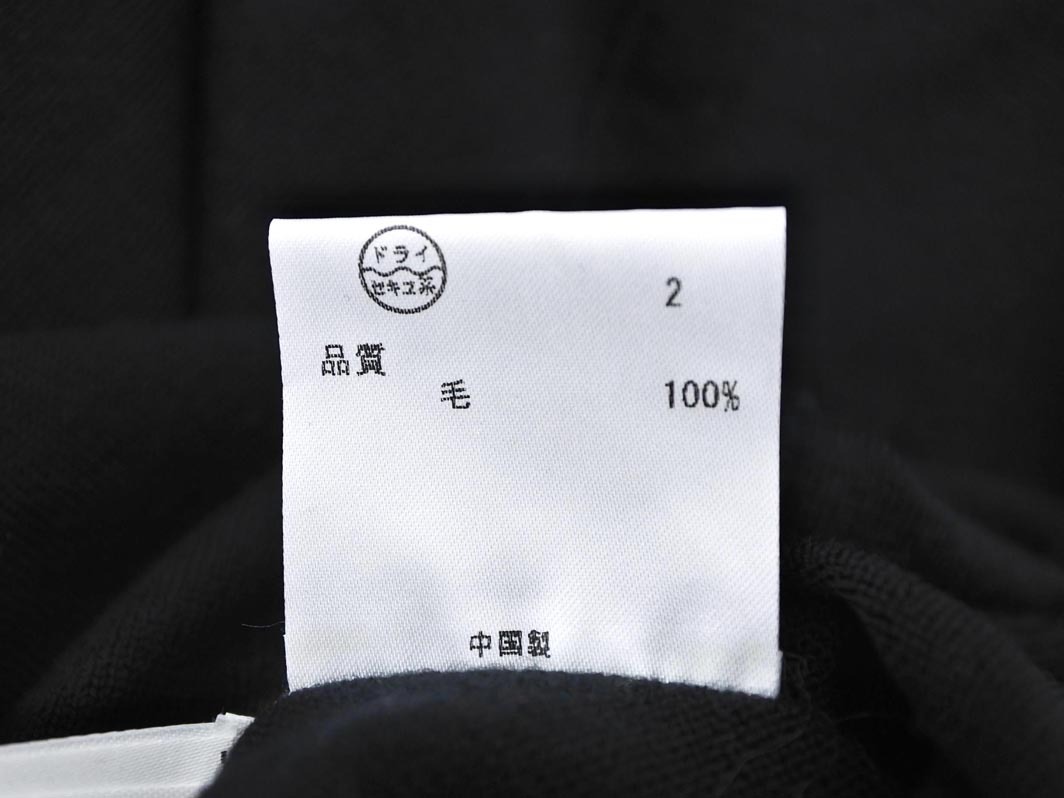 ドライ
セキユ系
2
品質
毛 100%
中国製